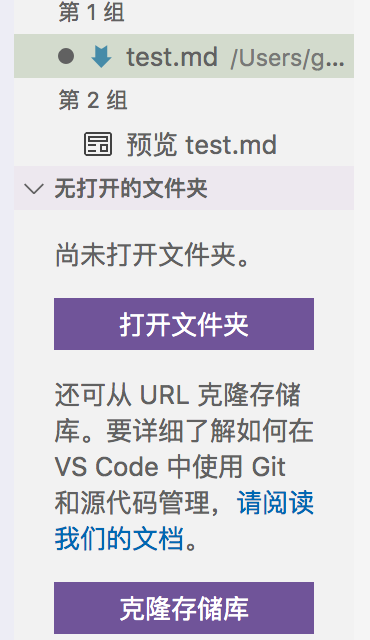 第 1 组
test.md /Users/g...
第 2 组
预览 test.md
无打开的文件夹
尚未打开文件夹。
打开文件夹
还可从 URL 克隆存储
库。要详细了解如何在
VS Code 中使用 Git
和源代码管理，请阅读
我们的文档。
克隆存储库